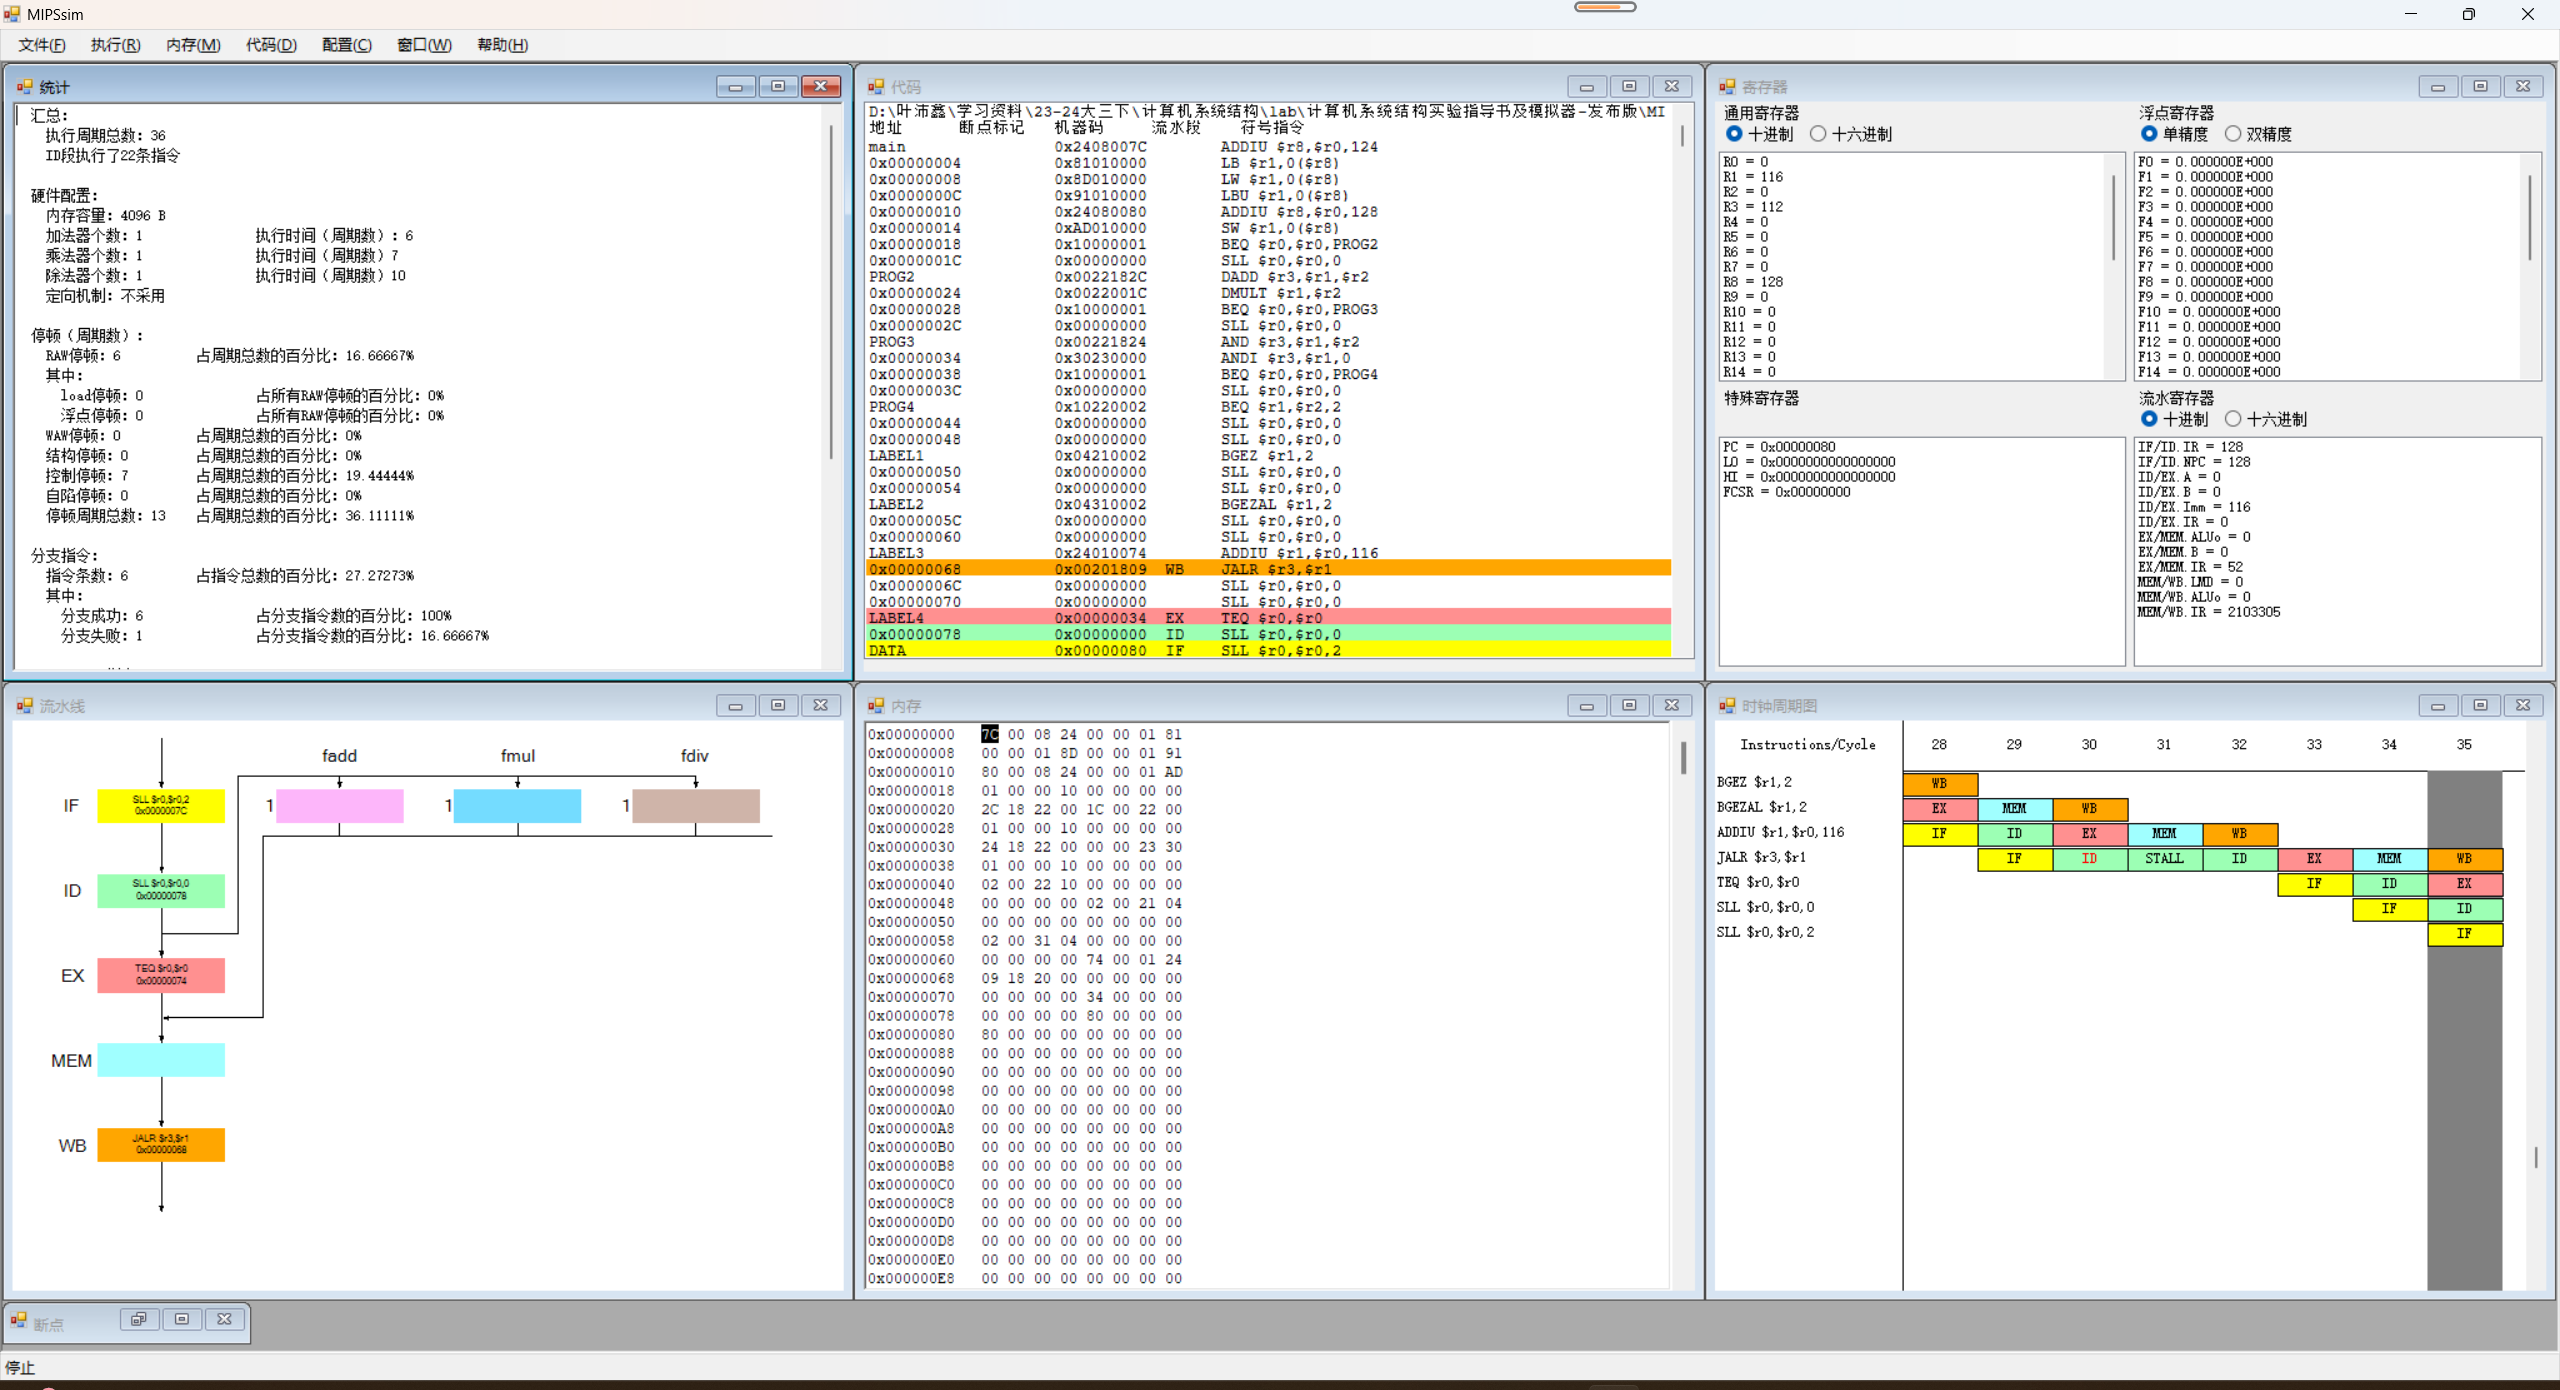 MIPSsim
文件(F) 执行(R) 内存(M) 代码(D) 配置(C) 窗口(W) 帮助(H)
统计
汇总:
执行周期总数: 36
ID段执行了22条指令
硬件配置:
内存容量: 4096 B
加法器个数: 1 执行时间（周期数）: 6
乘法器个数: 1 执行时间（周期数）7
除法器个数: 1 执行时间（周期数）10
定向机制: 不采用
停顿（周期数）:
RAW停顿: 6 占周期总数的百分比: 16.66667%
其中:
load停顿: 0 占所有RAW停顿的百分比: 0%
浮点停顿: 0 占所有RAW停顿的百分比: 0%
WAW停顿: 0 占周期总数的百分比: 0%
结构停顿: 0 占周期总数的百分比: 0%
控制停顿: 7 占周期总数的百分比: 19.44444%
自陷停顿: 0 占周期总数的百分比: 0%
停顿周期总数: 13 占周期总数的百分比: 36.11111%
分支指令:
指令条数: 6 占指令总数的百分比: 27.27273%
其中:
分支成功: 6 占分支指令数的百分比: 100%
分支失败: 1 占分支指令数的百分比: 16.66667%
代码
D:\叶沛鑫\学习资料\23-24大三下\计算机系统结构\lab\计算机系统结构实验指导书及模拟器-发布版\MI
地址 断点标记 机器码 流水段 符号指令
main 0x2408007C ADDIU $r8,$r0,124
0x00000004 0x81010000 LB $r1,0($r8)
0x00000008 0x8D010000 LW $r1,0($r8)
0x0000000C 0x91010000 LBU $r1,0($r8)
0x00000010 0x24080080 ADDIU $r8,$r0,128
0x00000014 0xAD010000 SW $r1,0($r8)
0x00000018 0x10000001 BEQ $r0,$r0,PROG2
0x0000001C 0x00000000 SLL $r0,$r0,0
PROG2 0x0022182C DADD $r3,$r1,$r2
0x00000024 0x0022001C DMULT $r1,$r2
0x00000028 0x10000001 BEQ $r0,$r0,PROG3
0x0000002C 0x00000000 SLL $r0,$r0,0
PROG3 0x00221824 AND $r3,$r1,$r2
0x00000034 0x30230000 ANDI $r3,$r1,0
0x00000038 0x10000001 BEQ $r0,$r0,PROG4
0x0000003C 0x00000000 SLL $r0,$r0,0
PROG4 0x10220002 BEQ $r1,$r2,2
0x00000044 0x00000000 SLL $r0,$r0,0
0x00000048 0x00000000 SLL $r0,$r0,0
LABEL1 0x04210002 BGEZ $r1,2
0x00000050 0x00000000 SLL $r0,$r0,0
0x00000054 0x00000000 SLL $r0,$r0,0
LABEL2 0x04310002 BGEZAL $r1,2
0x0000005C 0x00000000 SLL $r0,$r0,0
0x00000060 0x00000000 SLL $r0,$r0,0
LABEL3 0x24010074 ADDIU $r1,$r0,116
0x00000068 0x00201809 WB JALR $r3,$r1
0x0000006C 0x00000000 SLL $r0,$r0,0
0x00000070 0x00000000 SLL $r0,$r0,0
LABEL4 0x00000034 EX TEQ $r0,$r0
0x00000078 0x00000000 ID SLL $r0,$r0,0
DATA 0x00000080 IF SLL $r0,$r0,2
寄存器
通用寄存器
十进制 十六进制
R0 = 0
R1 = 116
R2 = 0
R3 = 112
R4 = 0
R5 = 0
R6 = 0
R7 = 0
R8 = 128
R9 = 0
R10 = 0
R11 = 0
R12 = 0
R13 = 0
R14 = 0
浮点寄存器
单精度 双精度
F0 = 0.000000E+000
F1 = 0.000000E+000
F2 = 0.000000E+000
F3 = 0.000000E+000
F4 = 0.000000E+000
F5 = 0.000000E+000
F6 = 0.000000E+000
F7 = 0.000000E+000
F8 = 0.000000E+000
F9 = 0.000000E+000
F10 = 0.000000E+000
F11 = 0.000000E+000
F12 = 0.000000E+000
F13 = 0.000000E+000
F14 = 0.000000E+000
特殊寄存器
PC = 0x00000080
LO = 0x0000000000000000
HI = 0x0000000000000000
FCSR = 0x00000000
流水寄存器
十进制 十六进制
IF/ID.IR = 128
IF/ID.NPC = 128
ID/EX.A = 0
ID/EX.B = 0
ID/EX.Imm = 116
ID/EX.IR = 0
EX/MEM.ALUo = 0
EX/MEM.B = 0
EX/MEM.IR = 52
MEM/WB.LMD = 0
MEM/WB.ALUo = 0
MEM/WB.IR = 2103305
流水线
fadd fmul fdiv
IF SLL $r0,$r0,2
0x0000007C
1 1 1
ID SLL $r0,$r0,0
0x00000078
EX TEQ $r0,$r0
0x00000074
MEM
WB JALR $r3,$r1
0x00000068
内存
0x00000000 7C 00 08 24 00 00 01 81
0x00000008 00 00 01 8D 00 00 01 91
0x00000010 80 00 08 24 00 00 01 AD
0x00000018 01 00 00 10 00 00 00 00
0x00000020 2C 18 22 00 1C 00 22 00
0x00000028 01 00 00 10 00 00 00 00
0x00000030 24 18 22 00 00 00 23 30
0x00000038 01 00 00 10 00 00 00 00
0x00000040 02 00 22 10 00 00 00 00
0x00000048 00 00 00 00 02 00 21 04
0x00000050 00 00 00 00 00 00 00 00
0x00000058 02 00 31 04 00 00 00 00
0x00000060 00 00 00 00 74 00 01 24
0x00000068 09 18 20 00 00 00 00 00
0x00000070 00 00 00 00 34 00 00 00
0x00000078 00 00 00 00 80 00 00 00
0x00000080 80 00 00 00 00 00 00 00
0x00000088 00 00 00 00 00 00 00 00
0x00000090 00 00 00 00 00 00 00 00
0x00000098 00 00 00 00 00 00 00 00
0x000000A0 00 00 00 00 00 00 00 00
0x000000A8 00 00 00 00 00 00 00 00
0x000000B0 00 00 00 00 00 00 00 00
0x000000B8 00 00 00 00 00 00 00 00
0x000000C0 00 00 00 00 00 00 00 00
0x000000C8 00 00 00 00 00 00 00 00
0x000000D0 00 00 00 00 00 00 00 00
0x000000D8 00 00 00 00 00 00 00 00
0x000000E0 00 00 00 00 00 00 00 00
0x000000E8 00 00 00 00 00 00 00 00
时钟周期图
Instructions/Cycle 28 29 30 31 32 33 34 35
BGEZ $r1,2 WB
BGEZAL $r1,2 EX MEM WB
ADDIU $r1,$r0,116 IF ID EX MEM WB
JALR $r3,$r1 IF ID STALL ID EX MEM WB
TEQ $r0,$r0 IF ID EX
SLL $r0,$r0,0 IF ID
SLL $r0,$r0,2 IF
断点
停止